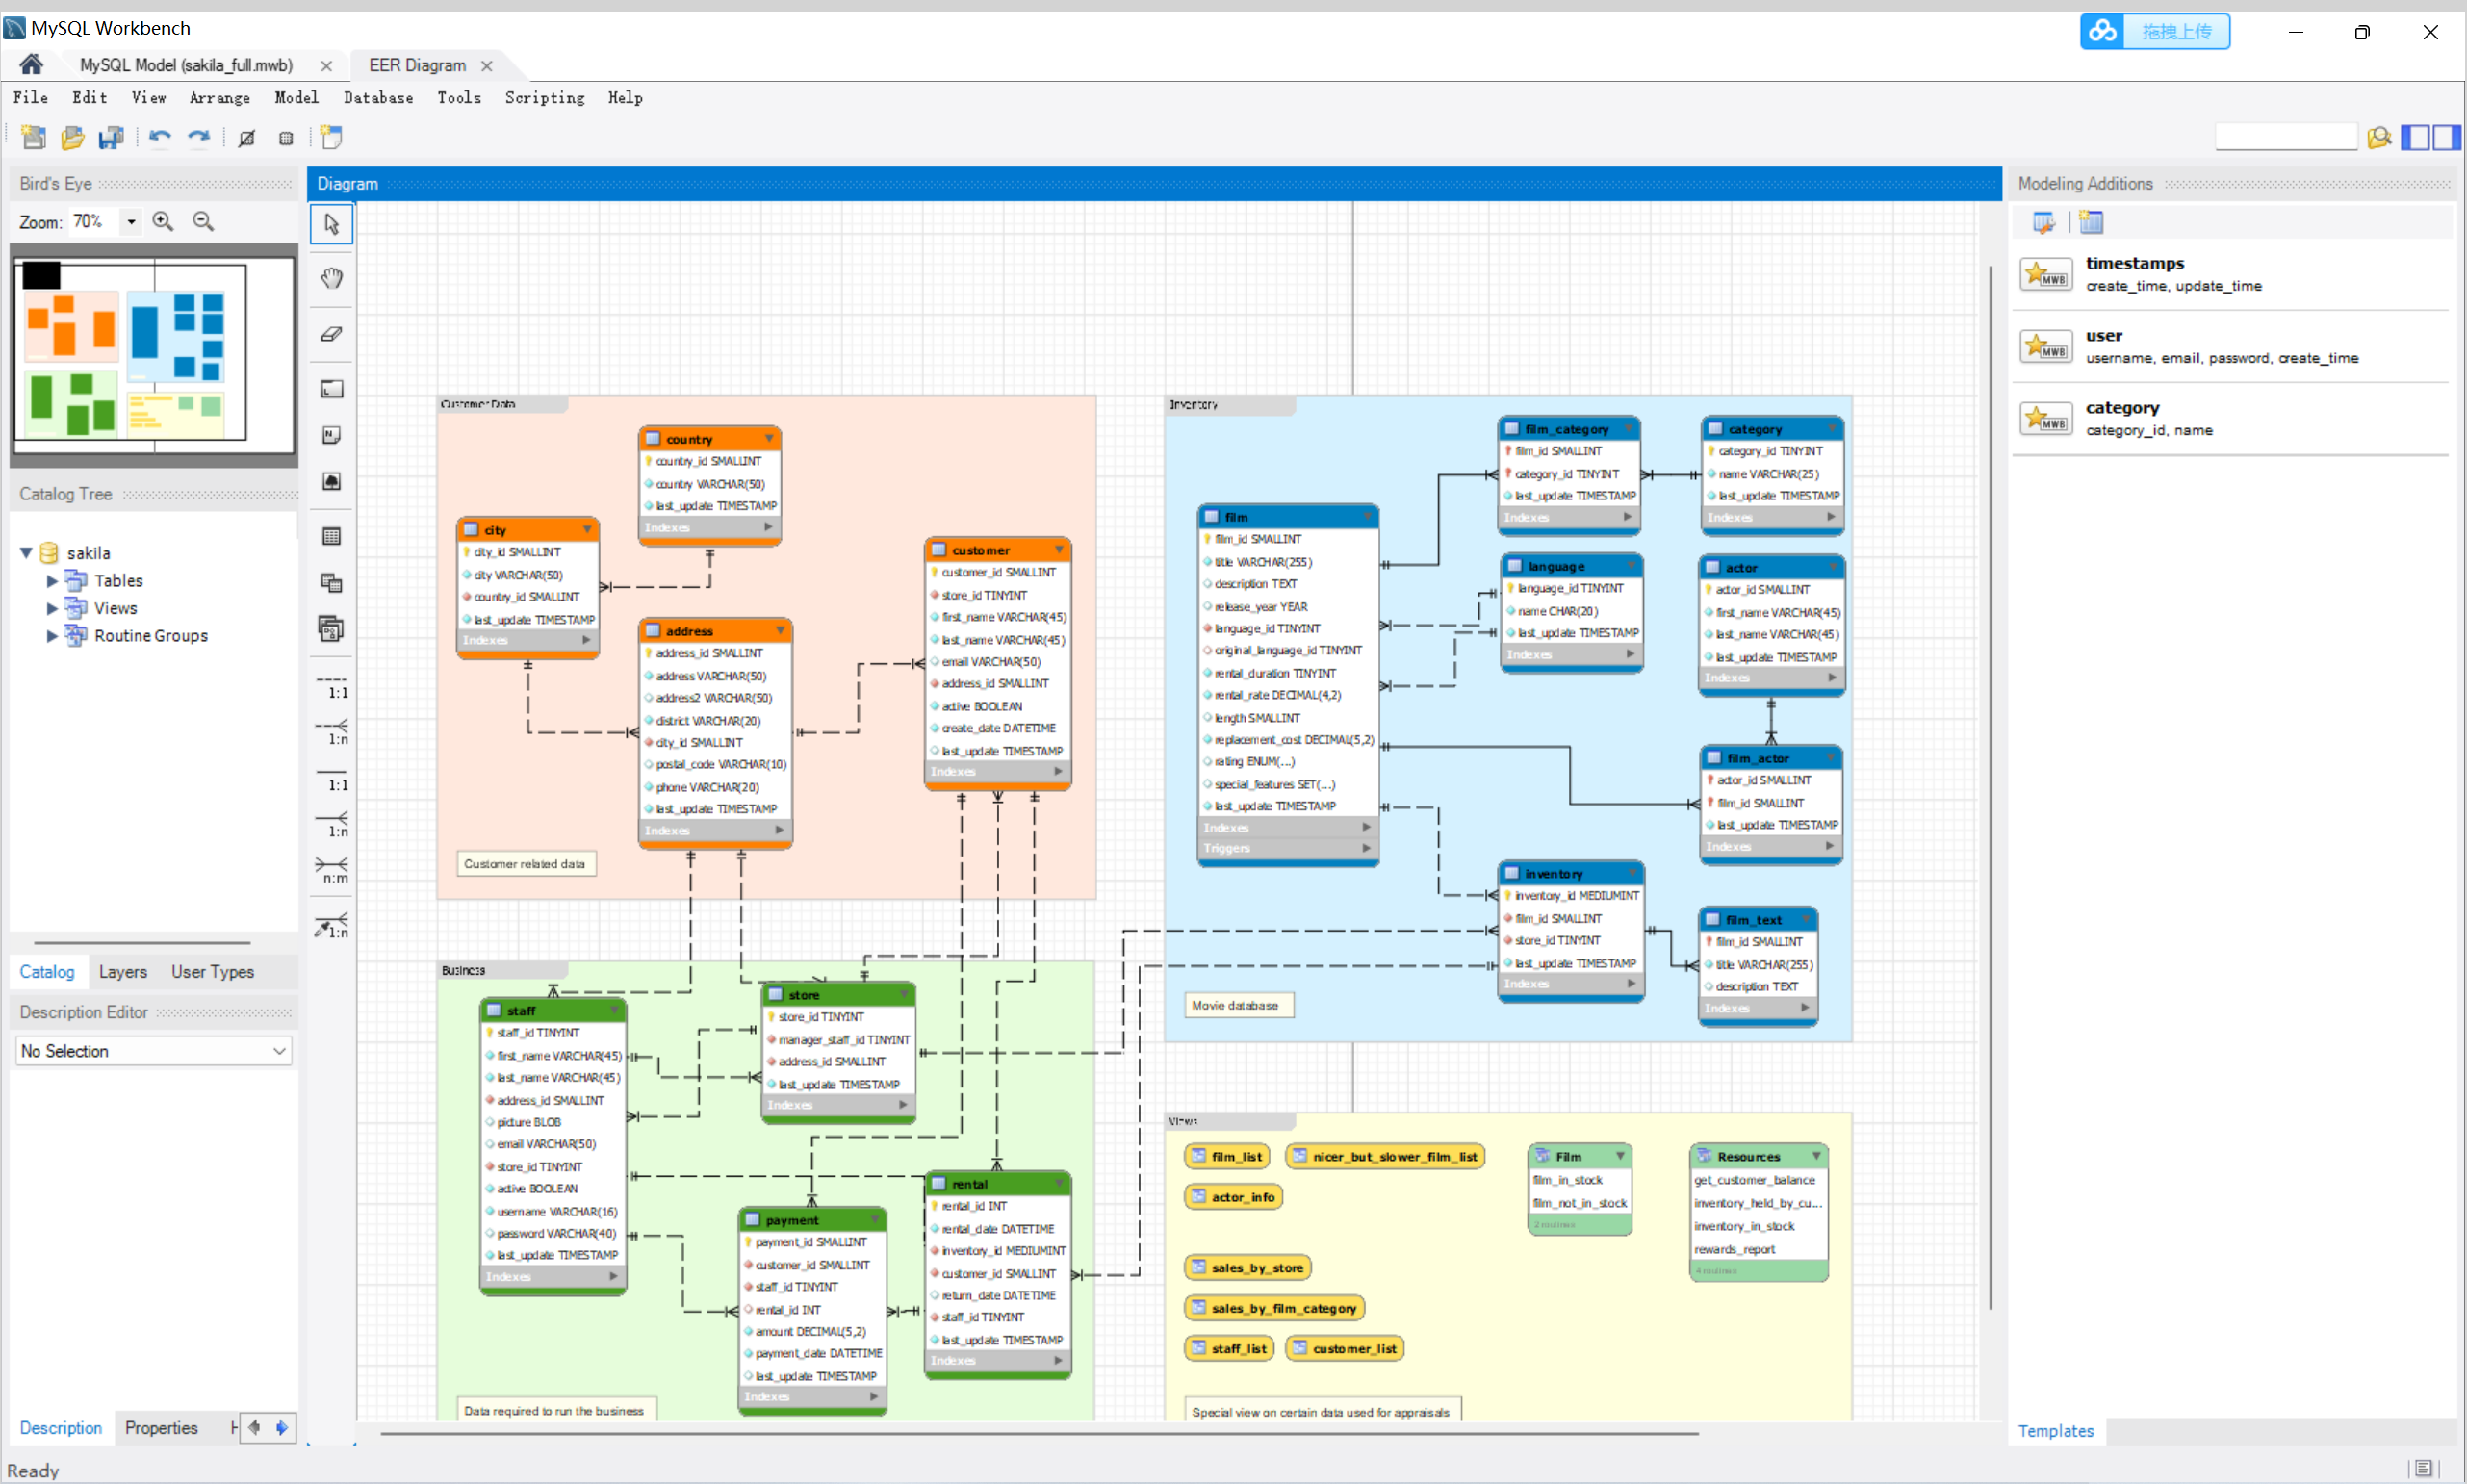 MySQL Workbench
拖拽上传
MySQL Model (sakila_full.mwb)
EER Diagram
File Edit View Arrange Model Database Tools Scripting Help
Bird's Eye
Zoom: 70%
Catalog Tree
sakila
Tables
Views
Routine Groups
Catalog Layers User Types
Description Editor
No Selection
Description Properties H
Ready
Diagram
1:1
1:n
1:1
1:n
n:m
1:n
Customer Data
country
country_id SMALLINT
country VARCHAR(50)
last_update TIMESTAMP
Indexes
city
city_id SMALLINT
city VARCHAR(50)
country_id SMALLINT
last_update TIMESTAMP
Indexes
address
address_id SMALLINT
address VARCHAR(50)
address2 VARCHAR(50)
district VARCHAR(20)
city_id SMALLINT
postal_code VARCHAR(10)
phone VARCHAR(20)
last_update TIMESTAMP
Indexes
customer
customer_id SMALLINT
store_id TINYINT
first_name VARCHAR(45)
last_name VARCHAR(45)
email VARCHAR(50)
address_id SMALLINT
active BOOLEAN
create_date DATETIME
last_update TIMESTAMP
Indexes
Customer related data
Inventory
film
film_id SMALLINT
title VARCHAR(255)
description TEXT
release_year YEAR
language_id TINYINT
original_language_id TINYINT
rental_duration TINYINT
rental_rate DECIMAL(4,2)
length SMALLINT
replacement_cost DECIMAL(5,2)
rating ENUM(...)
special_features SET(...)
last_update TIMESTAMP
Indexes
Triggers
film_category
film_id SMALLINT
category_id TINYINT
last_update TIMESTAMP
Indexes
category
category_id TINYINT
name VARCHAR(25)
last_update TIMESTAMP
Indexes
language
language_id TINYINT
name CHAR(20)
last_update TIMESTAMP
Indexes
actor
actor_id SMALLINT
first_name VARCHAR(45)
last_name VARCHAR(45)
last_update TIMESTAMP
Indexes
film_actor
actor_id SMALLINT
film_id SMALLINT
last_update TIMESTAMP
Indexes
inventory
inventory_id MEDIUMINT
film_id SMALLINT
store_id TINYINT
last_update TIMESTAMP
Indexes
film_text
film_id SMALLINT
title VARCHAR(255)
description TEXT
Indexes
Movie database
Business
staff
staff_id TINYINT
first_name VARCHAR(45)
last_name VARCHAR(45)
address_id SMALLINT
picture BLOB
email VARCHAR(50)
store_id TINYINT
active BOOLEAN
username VARCHAR(16)
password VARCHAR(40)
last_update TIMESTAMP
Indexes
store
store_id TINYINT
manager_staff_id TINYINT
address_id SMALLINT
last_update TIMESTAMP
Indexes
payment
payment_id SMALLINT
customer_id SMALLINT
staff_id TINYINT
rental_id INT
amount DECIMAL(5,2)
payment_date DATETIME
last_update TIMESTAMP
Indexes
rental
rental_id INT
rental_date DATETIME
inventory_id MEDIUMINT
customer_id SMALLINT
return_date DATETIME
staff_id TINYINT
last_update TIMESTAMP
Indexes
Data required to run the business
Views
film_list
nicer_but_slower_film_list
actor_info
sales_by_store
sales_by_film_category
staff_list
customer_list
Film
film_in_stock
film_not_in_stock
2 routines
Resources
get_customer_balance
inventory_held_by_cu...
inventory_in_stock
rewards_report
4 routines
Special view on certain data used for appraisals
Modeling Additions
MWB
timestamps
create_time, update_time
MWB
user
username, email, password, create_time
MWB
category
category_id, name
Templates